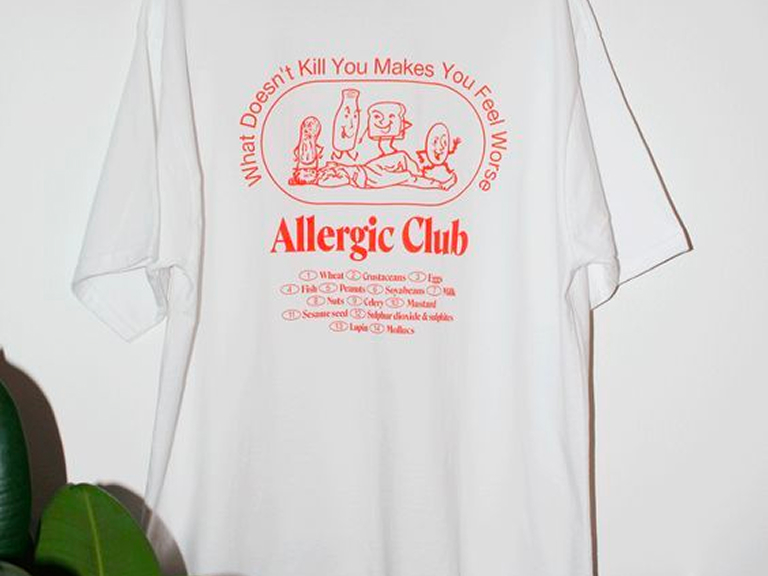 What Doesn't Kill You Makes You Feel Worse
Allergic Club
1 Wheat 2 Crustaceans 3 Eggs
4 Fish 5 Peanuts 6 Soyabeans 7 Milk
8 Nuts 9 Celery 10 Mustard
11 Sesame seed 12 Sulphur dioxide & sulphites
13 Lupin 14 Molluscs